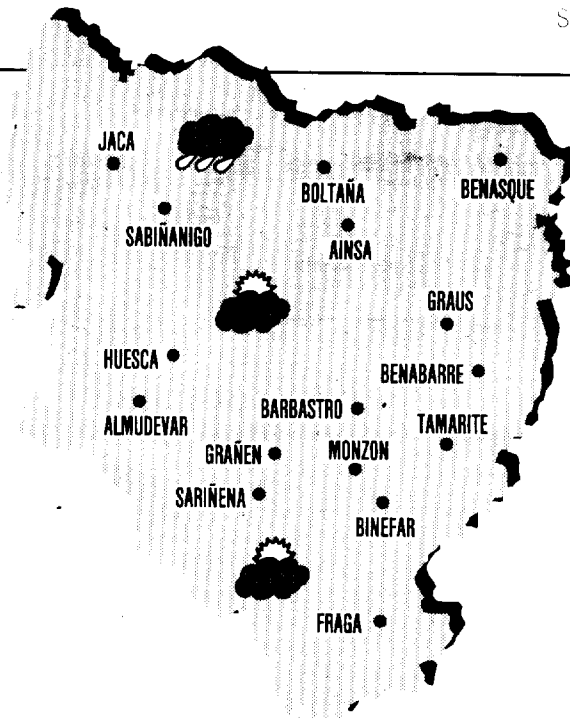 S
JACA
BOLTAÑA
BENASQUE
SABIÑANIGO
AINSA
GRAUS
HUESCA
BENABARRE
BARBASTRO
ALMUDEVAR
TAMARITE
GRAÑEN
MONZON
SARIÑENA
BINEFAR
FRAGA